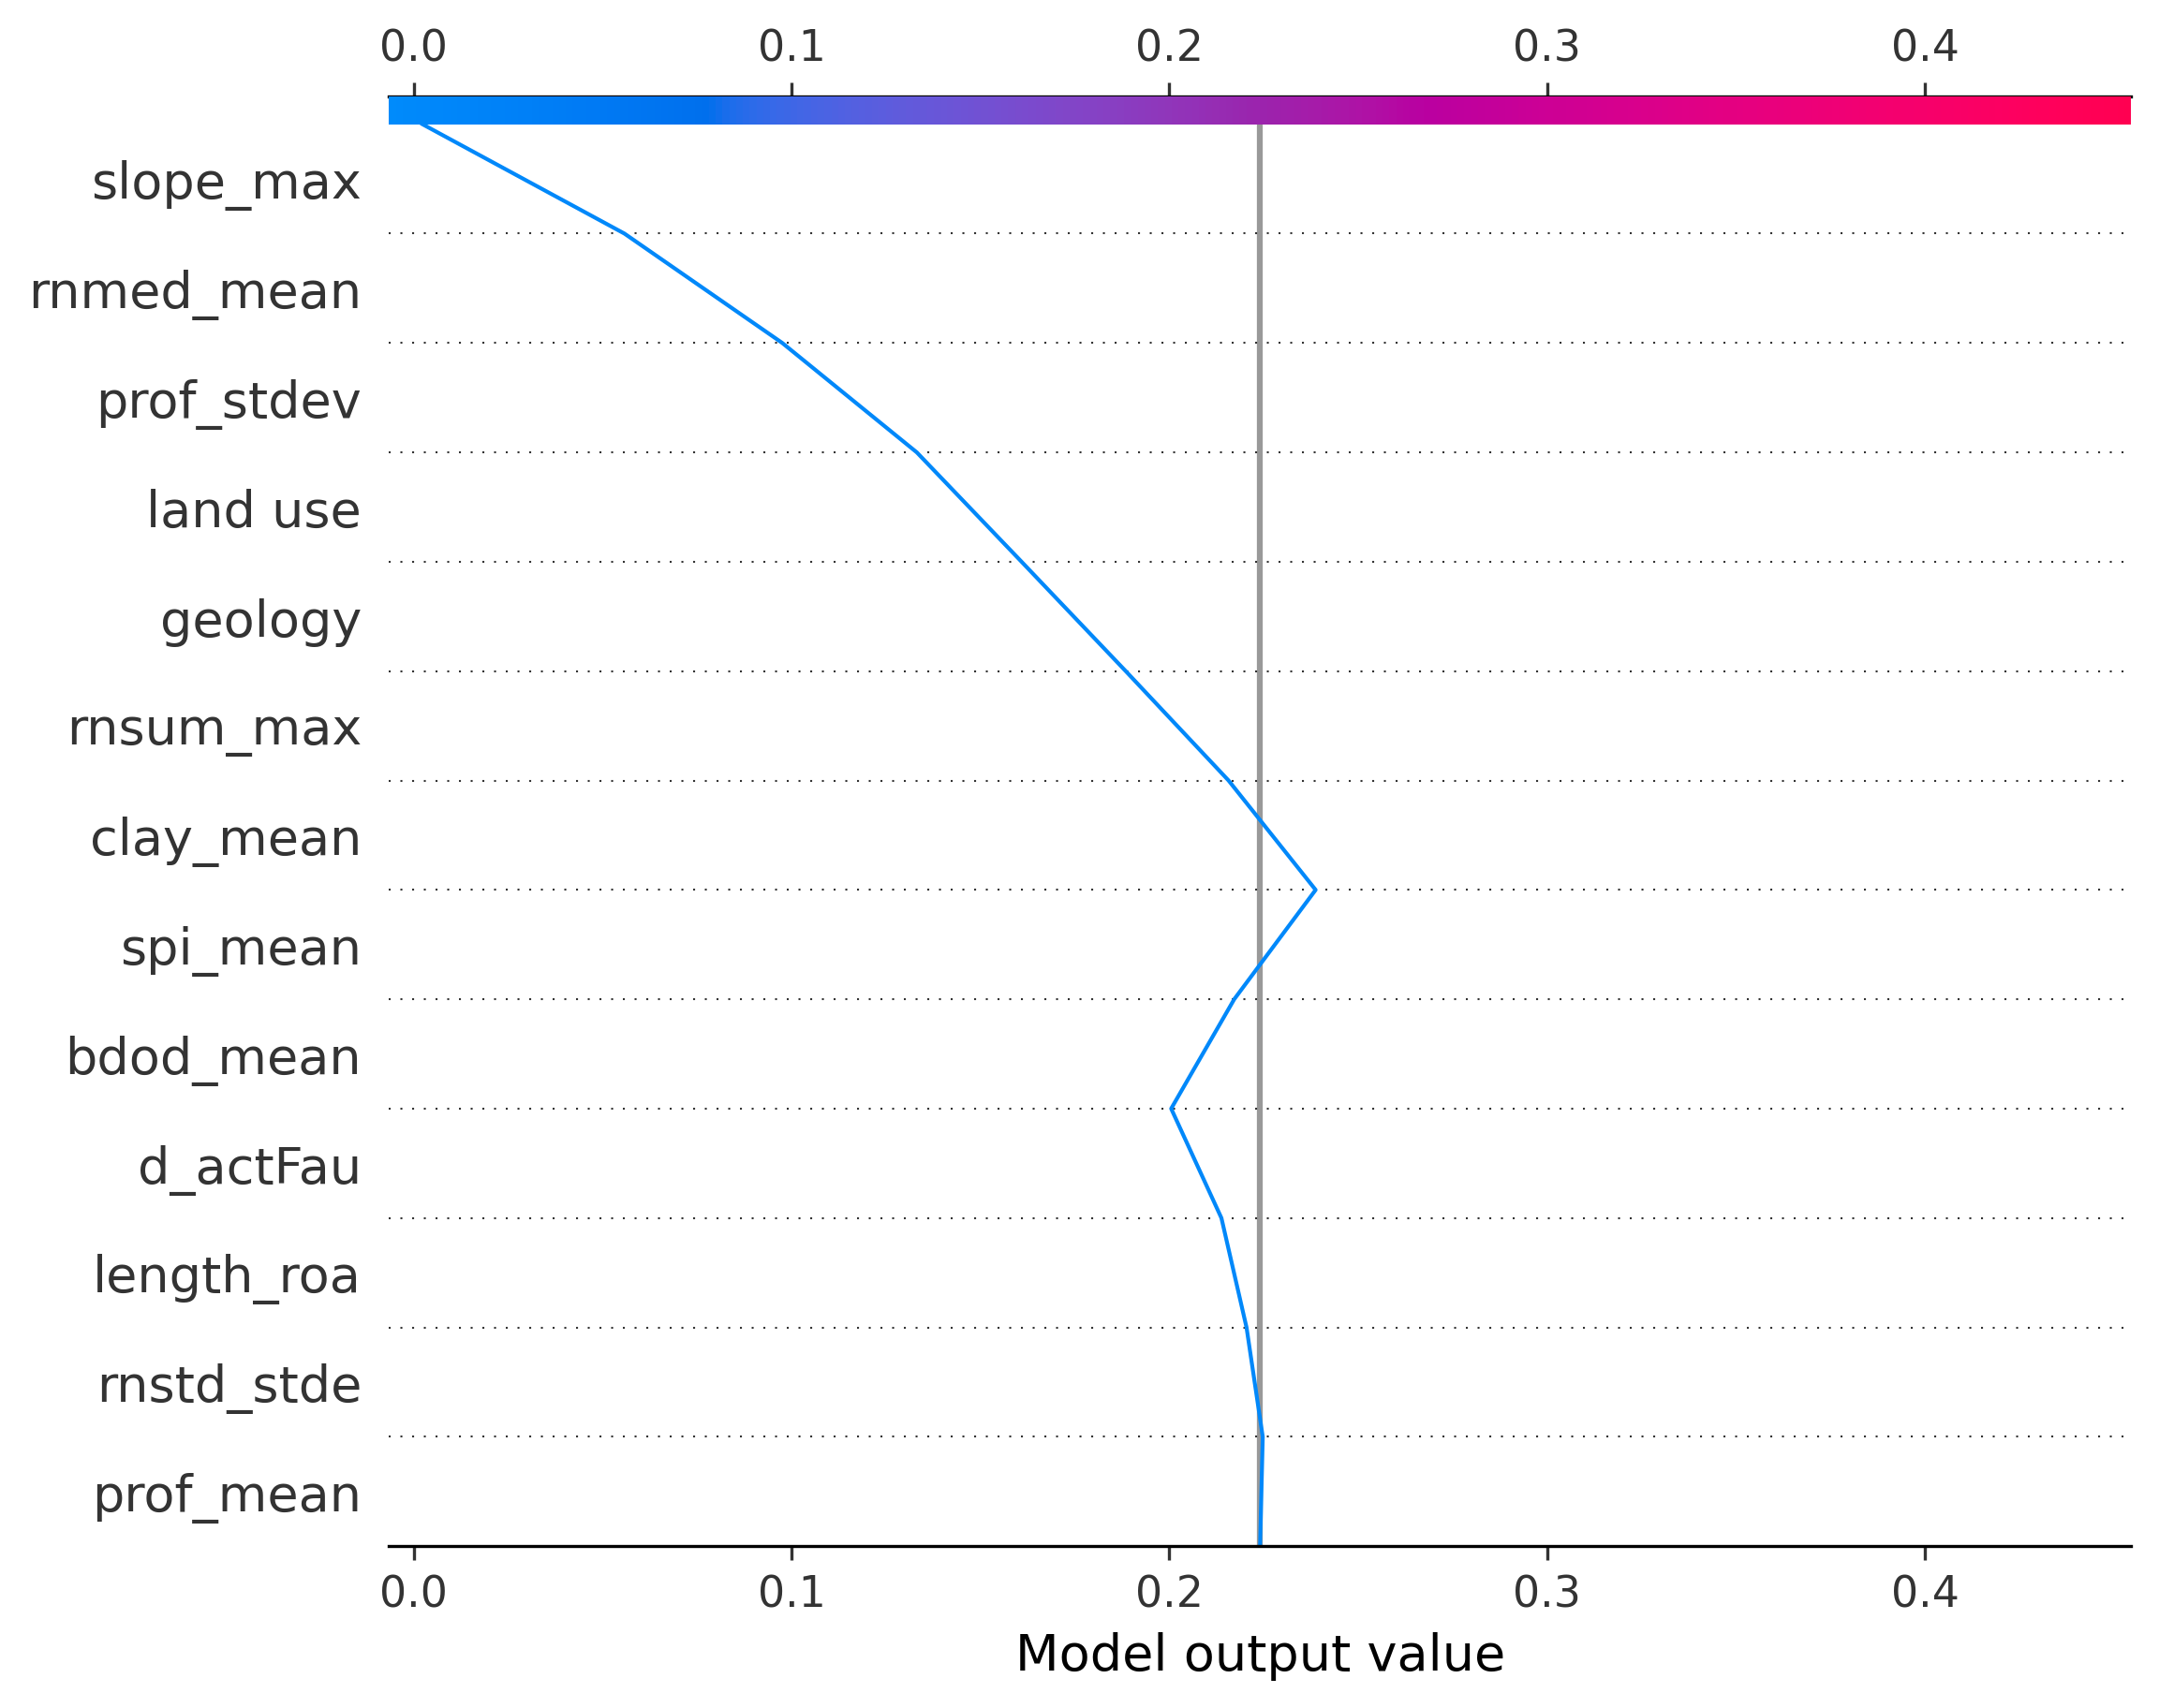 0.0 0.1 0.2 0.3 0.4
slope_max
rnmed_mean
prof_stdev
land use
geology
rnsum_max
clay_mean
spi_mean
bdod_mean
d_actFau
length_roa
rnstd_stde
prof_mean
0.0 0.1 0.2 0.3 0.4
Model output value